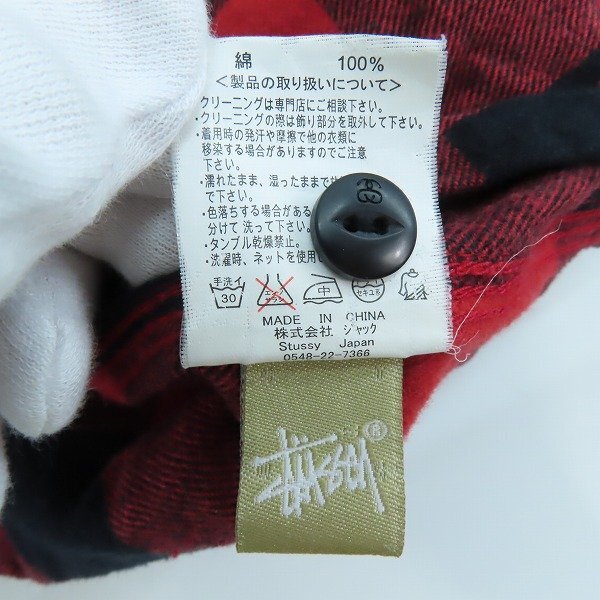 綿 100%
<製品の取り扱いについて>
クリーニングは専門店にご相談下さい。
・クリーニングの際は飾り部分を取外して下さい。
・着用時の発汗や摩擦で他の衣類に
移染する場合がありますのでご注意
下さい。
・濡れたまま、湿ったままで
で下さい。
・色落ちする場合がある
分けて洗って下さい。
・タンブル乾燥禁止。
・洗濯時、ネットを使用
手洗イ 30 エンソ 中 セキユ系
MADE IN CHINA
株式会社 ジャック
Stussy Japan
0548-22-7366
Stüssy ®